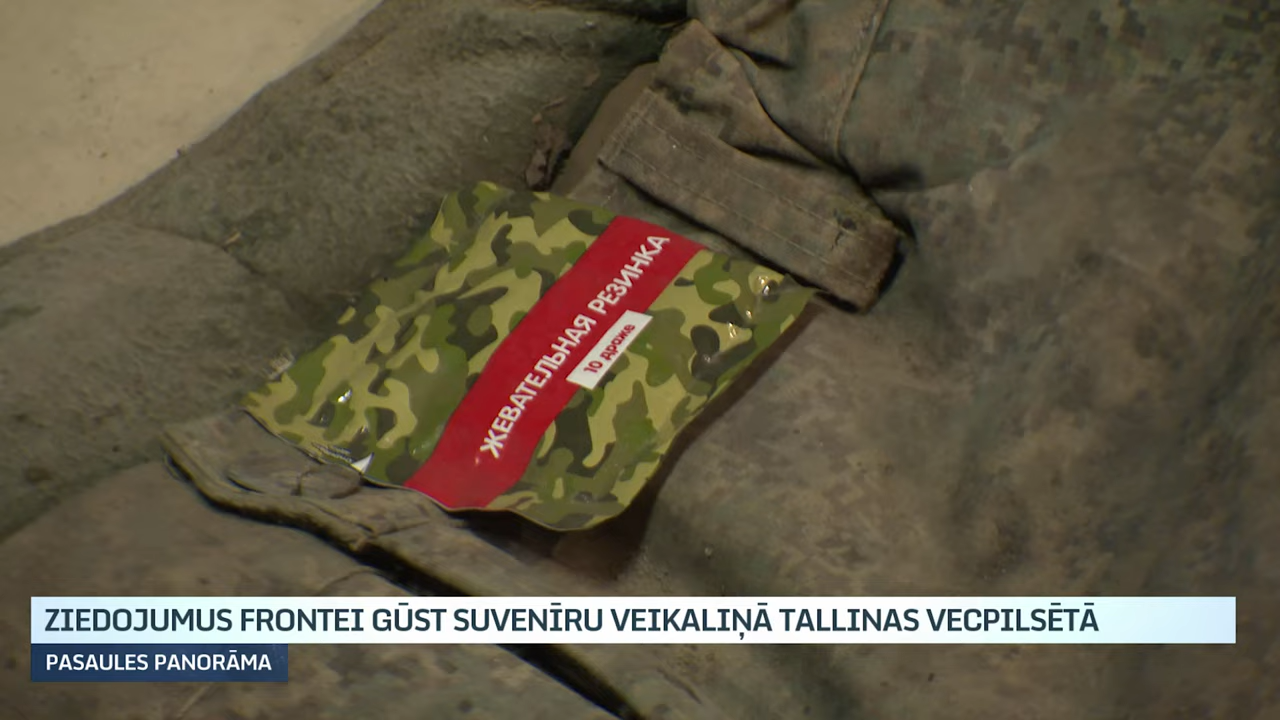 ЖЕВАТЕЛЬНАЯ РЕЗИНКА
10 драже
ZIEDOJUMUS FRONTEI GŪST SUVENĪRU VEIKALIŅĀ TALLINAS VECPILSĒTĀ
PASAULES PANORĀMA